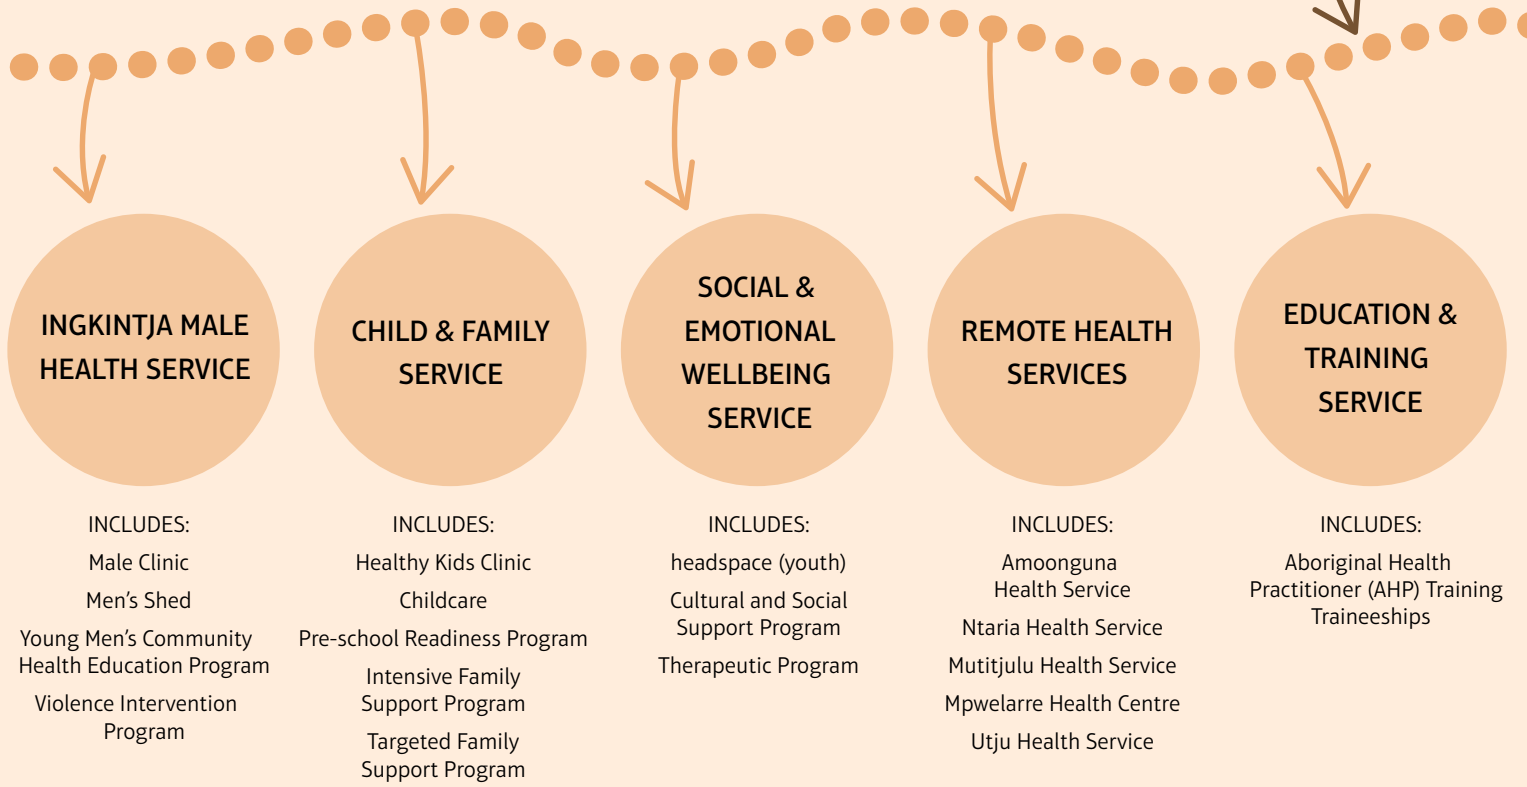 INGKINTJA MALE
HEALTH SERVICE
INCLUDES:
Male Clinic
Men’s Shed
Young Men’s Community
Health Education Program
Violence Intervention
Program
CHILD & FAMILY
SERVICE
INCLUDES:
Healthy Kids Clinic
Childcare
Pre-school Readiness Program
Intensive Family
Support Program
Targeted Family
Support Program
SOCIAL &
EMOTIONAL
WELLBEING
SERVICE
INCLUDES:
headspace (youth)
Cultural and Social
Support Program
Therapeutic Program
REMOTE HEALTH
SERVICES
INCLUDES:
Amoonguna
Health Service
Ntaria Health Service
Mutitjulu Health Service
Mpwelarre Health Centre
Utju Health Service
EDUCATION &
TRAINING
SERVICE
INCLUDES:
Aboriginal Health
Practitioner (AHP) Training
Traineeships